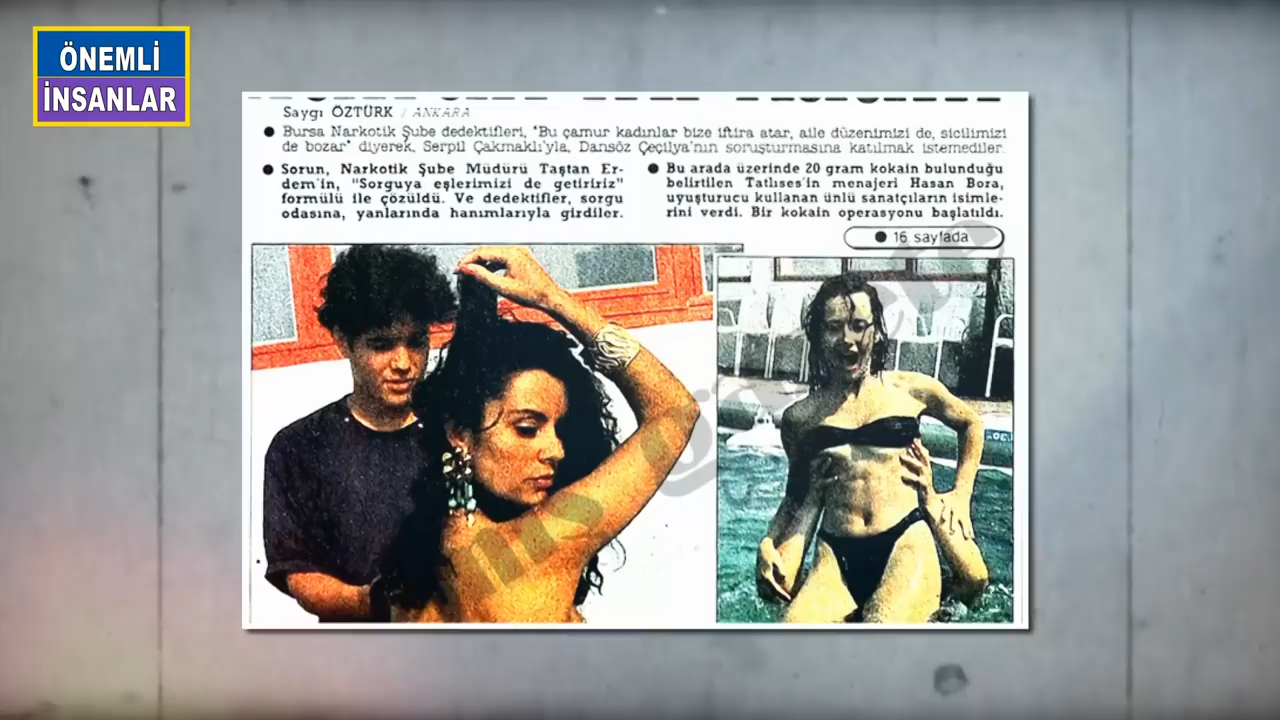 ÖNEMLİ
İNSANLAR
Saygı ÖZTÜRK / ANKARA
● Bursa Narkotik Şube dedektifleri, "Bu çamur kadınlar bize iftira atar, aile düzenimizi de, sicilimizi
de bozar" diyerek, Serpil Çakmaklı'yla, Dansöz Çeçilya'nın soruşturmasına katılmak istemediler.
● Sorun, Narkotik Şube Müdürü Taştan Er-
dem'in, "Sorguya eşlerimizi de getiririz"
formülü ile çözüldü. Ve dedektifler, sorgu
odasına, yanlarında hanımlarıyla girdiler.
● Bu arada üzerinde 20 gram kokain bulunduğu
belirtilen Tatlıses'in menajeri Hasan Bora,
uyuşturucu kullanan ünlü sanatçıların isimle-
rini verdi. Bir kokain operasyonu başlatıldı.
● 16 sayfada